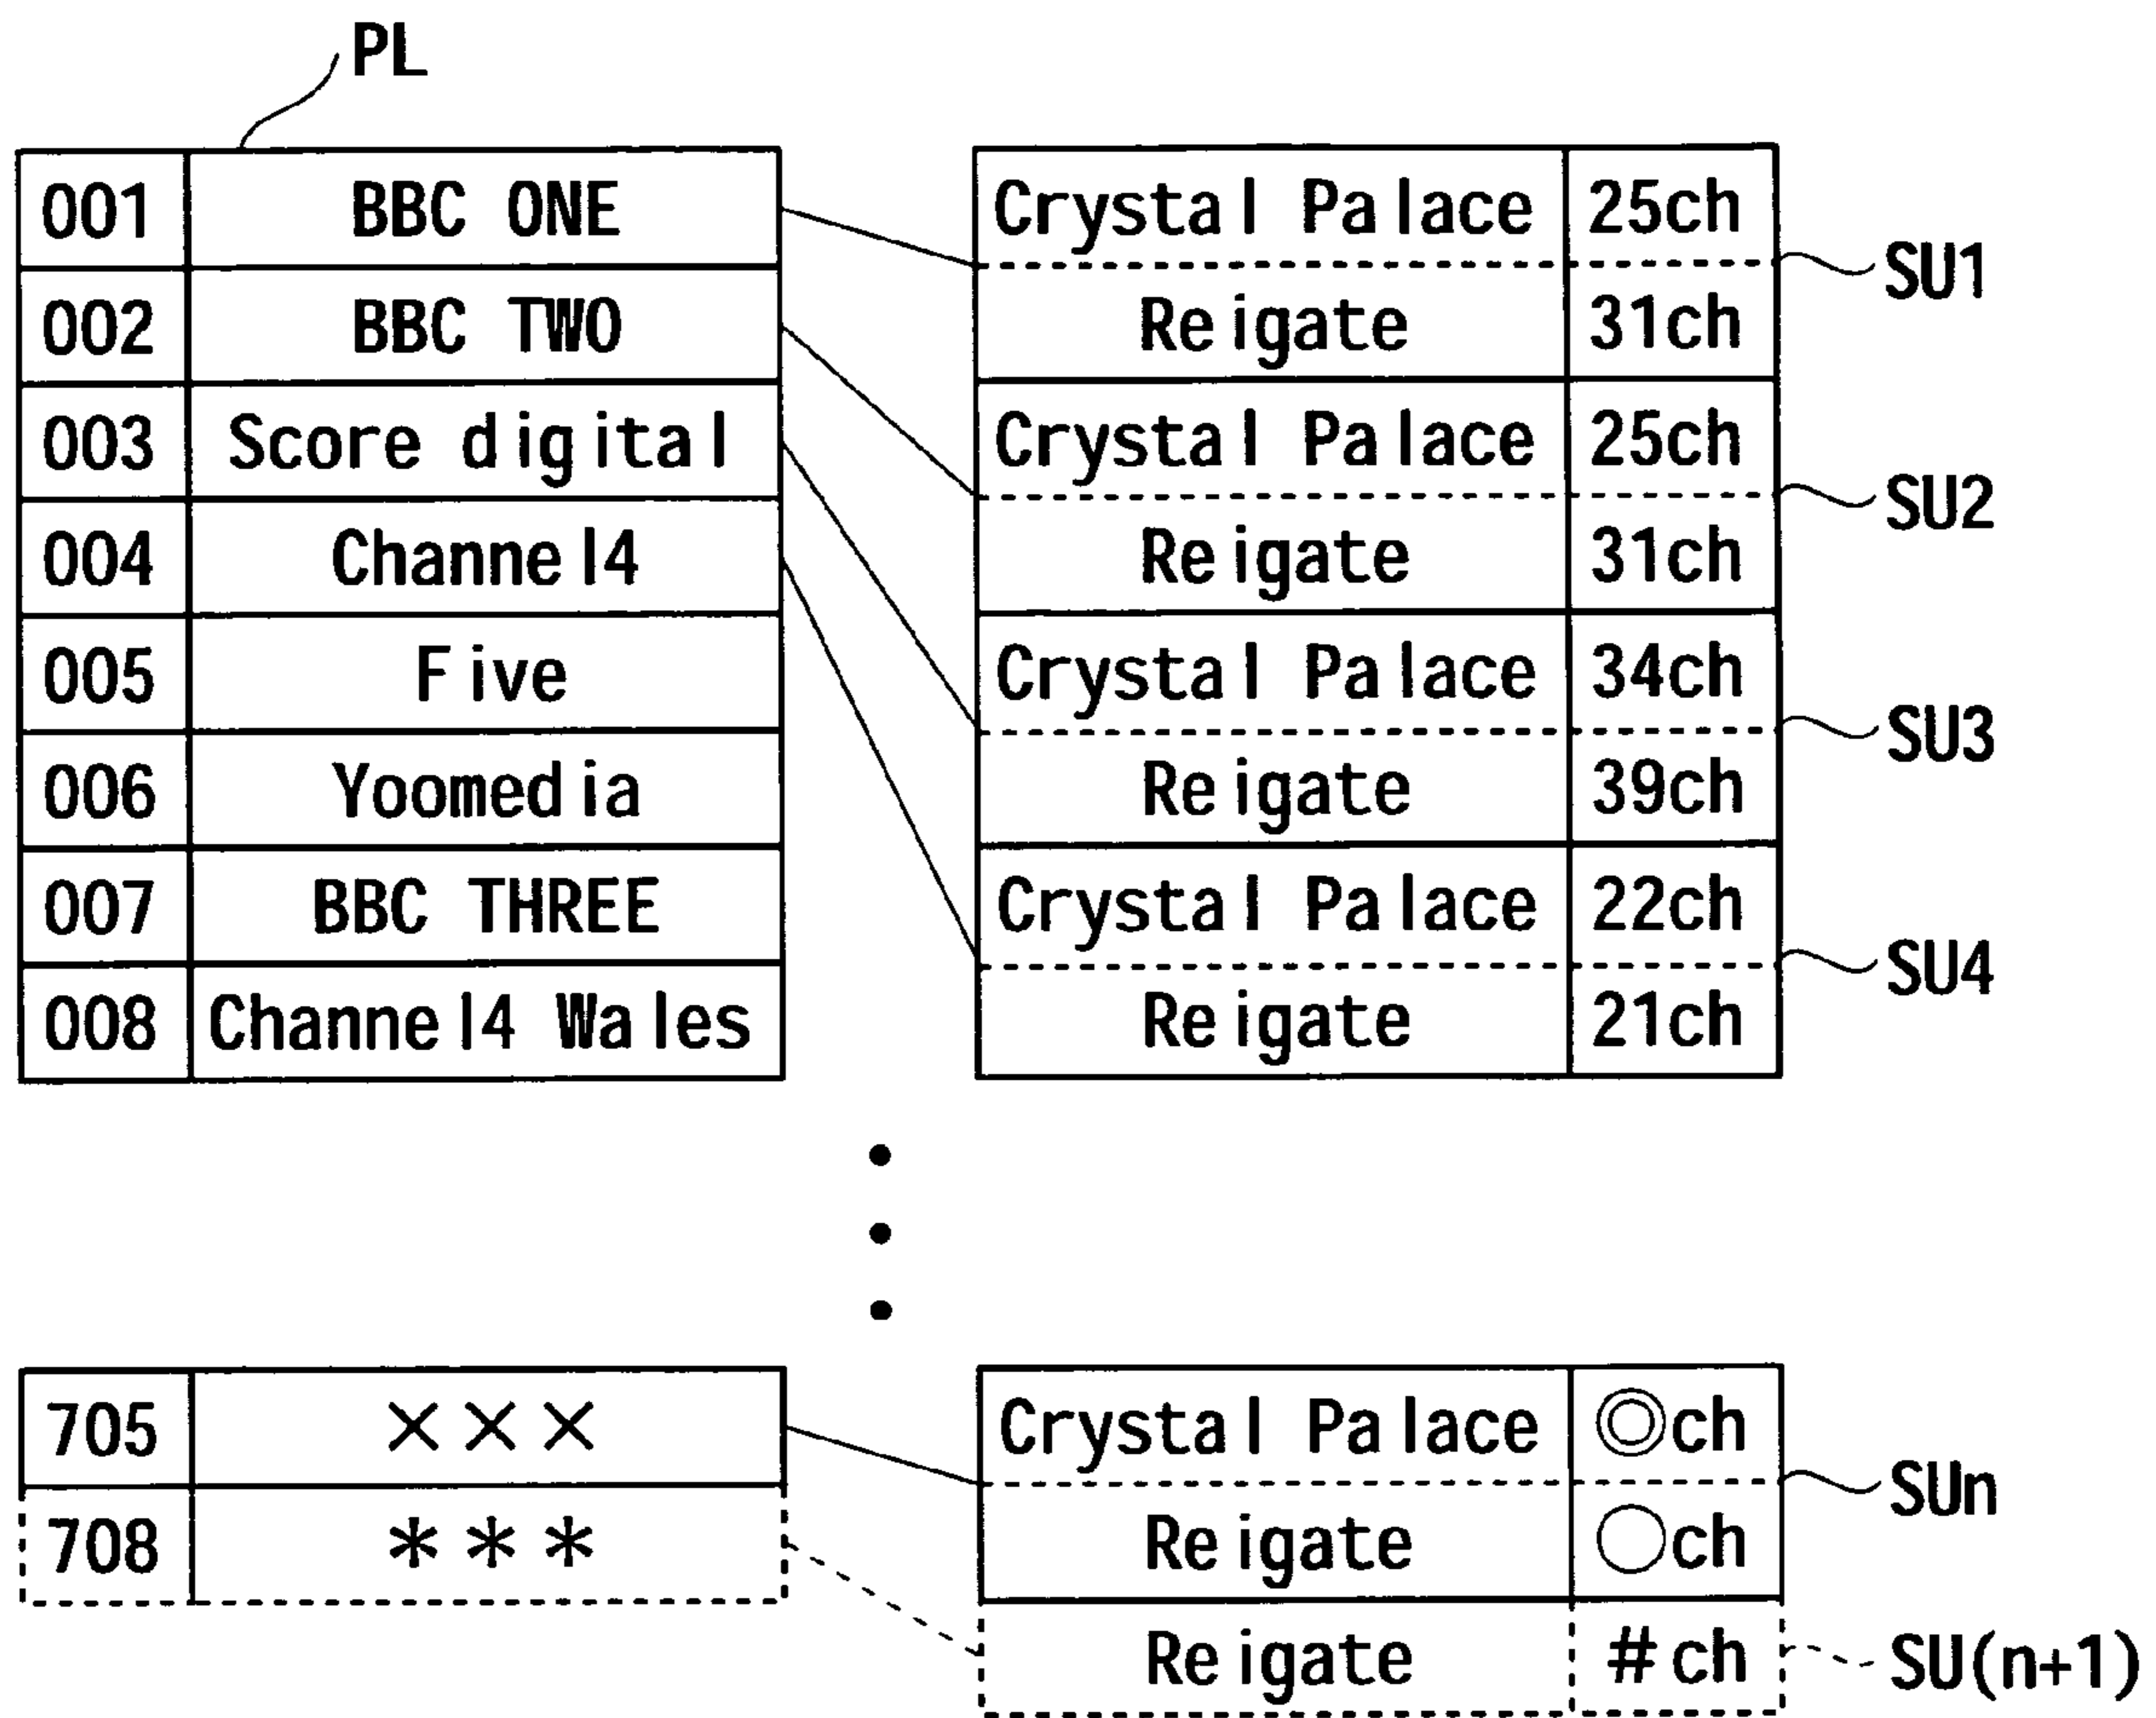 PL
001 BBC ONE
002 BBC TWO
003 Score digital
004 Channel4
005 Five
006 Yoomedia
007 BBC THREE
008 Channel4 Wales
Crystal Palace 25ch
Reigate 31ch
SU1
Crystal Palace 25ch
Reigate 31ch
SU2
Crystal Palace 34ch
Reigate 39ch
SU3
Crystal Palace 22ch
Reigate 21ch
SU4
705 ×××
708 ***
Crystal Palace ◎ch
Reigate ○ch
SUn
Reigate #ch
SU(n+1)